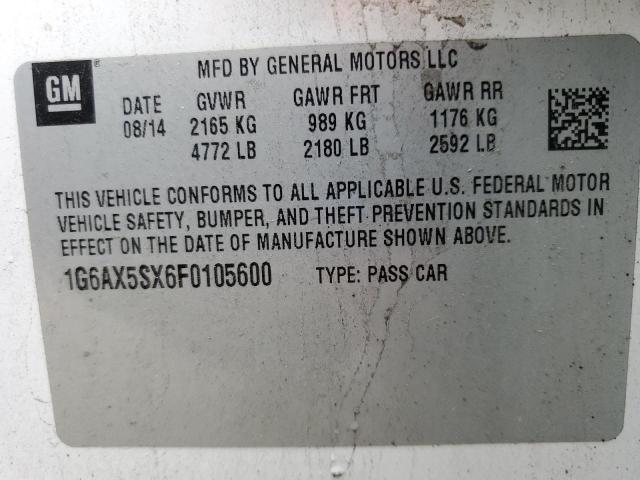 GM
MFD BY GENERAL MOTORS LLC
DATE GVWR GAWR FRT GAWR RR
08/14 2165 KG 989 KG 1176 KG
4772 LB 2180 LB 2592 LB
THIS VEHICLE CONFORMS TO ALL APPLICABLE U.S. FEDERAL MOTOR
VEHICLE SAFETY, BUMPER, AND THEFT PREVENTION STANDARDS IN
EFFECT ON THE DATE OF MANUFACTURE SHOWN ABOVE.
1G6AX5SX6F0105600 TYPE: PASS CAR